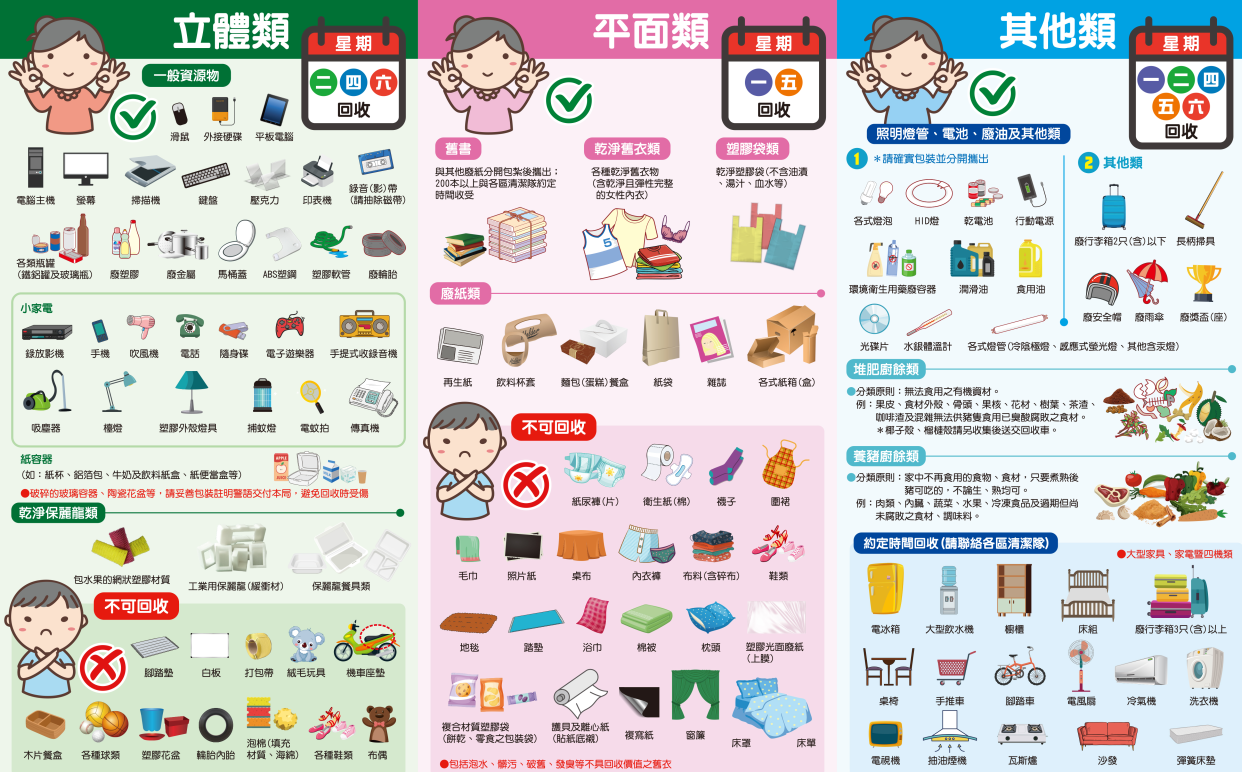 立體類
星期
二 四 六
回收
一般資源物
滑鼠 外接硬碟 平板電腦
電腦主機 螢幕 掃描機 鍵盤 壓克力 印表機 錄音(影)帶
(請抽除磁帶)
各類瓶罐
(鐵鋁罐及玻璃瓶) 廢塑膠 廢金屬 馬桶蓋 ABS塑鋼 塑膠軟管 廢輪胎
小家電
錄放影機 手機 吹風機 電話 隨身碟 電子遊樂器 手提式收錄音機
吸塵器 檯燈 塑膠外殼燈具 捕蚊燈 電蚊拍 傳真機
紙容器
(如：紙杯、鋁箔包、牛奶及飲料紙盒、紙便當盒等)
●破碎的玻璃容器、陶瓷花盆等，請妥善包裝註明警語交付本局，避免回收時受傷
乾淨保麗龍類
包水果的網狀塑膠材質 工業用保麗龍(緩衝材) 保麗龍餐具類
不可回收
腳踏墊 白板 打包帶 絨毛玩具 機車座墊
木片餐盒 各種球類 塑膠花盆 輪胎內胎 泡棉(填充
材質、海綿) 各種鞋類 布偶
平面類
星期
一 五
回收
舊書
與其他廢紙分開包紮後攜出；
200本以上與各區清潔隊約定
時間收受
乾淨舊衣類
各種乾淨舊衣物
(含乾淨且彈性完整
的女性內衣)
塑膠袋類
乾淨塑膠袋(不含油漬
、湯汁、血水等)
廢紙類
再生紙 飲料杯套 麵包(蛋糕)餐盒 紙袋 雜誌 各式紙箱(盒)
不可回收
紙尿褲(片) 衛生紙(棉) 襪子 圍裙
毛巾 照片紙 桌布 內衣褲 布料(含碎布) 鞋類
地毯 踏墊 浴巾 棉被 枕頭 塑膠光面廢紙
(上膜)
複合材質塑膠袋
(餅乾、零食之包裝袋) 護貝及離心紙
(貼紙底襯) 複寫紙 窗簾 床罩 床單
●包括泡水、髒污、破舊、發臭等不具回收價值之舊衣
其他類
星期
一 二 四
五 六
回收
照明燈管、電池、廢油及其他類
1 ＊請確實包裝並分開攜出
各式燈泡 HID燈 乾電池 行動電源
環境衛生用藥廢容器 潤滑油 食用油
光碟片 水銀體溫計 各式燈管(冷陰極燈、感應式螢光燈、其他含汞燈)
2 其他類
廢行李箱2只(含)以下 長柄掃具
廢安全帽 廢雨傘 廢獎盃(座)
堆肥廚餘類
●分類原則：無法食用之有機資材。
例：果皮、食材外殼、骨頭、果核、花材、樹葉、茶渣、
咖啡渣及混雜無法供豬隻食用已臭酸腐敗之食材。
＊椰子殼、榴槤殼請另收集後送交回收車。
養豬廚餘類
●分類原則：家中不再食用的食物、食材，只要煮熟後
豬可吃的，不論生、熟均可。
例：肉類、內臟、蔬菜、水果、冷凍食品及過期但尚
未腐敗之食材、調味料。
約定時間回收(請聯絡各區清潔隊)
●大型家具、家電暨四機類
電冰箱 大型飲水機 櫥櫃 床組 廢行李箱3只(含)以上
桌椅 手推車 腳踏車 電風扇 冷氣機 洗衣機
電視機 抽油煙機 瓦斯爐 沙發 彈簧床墊